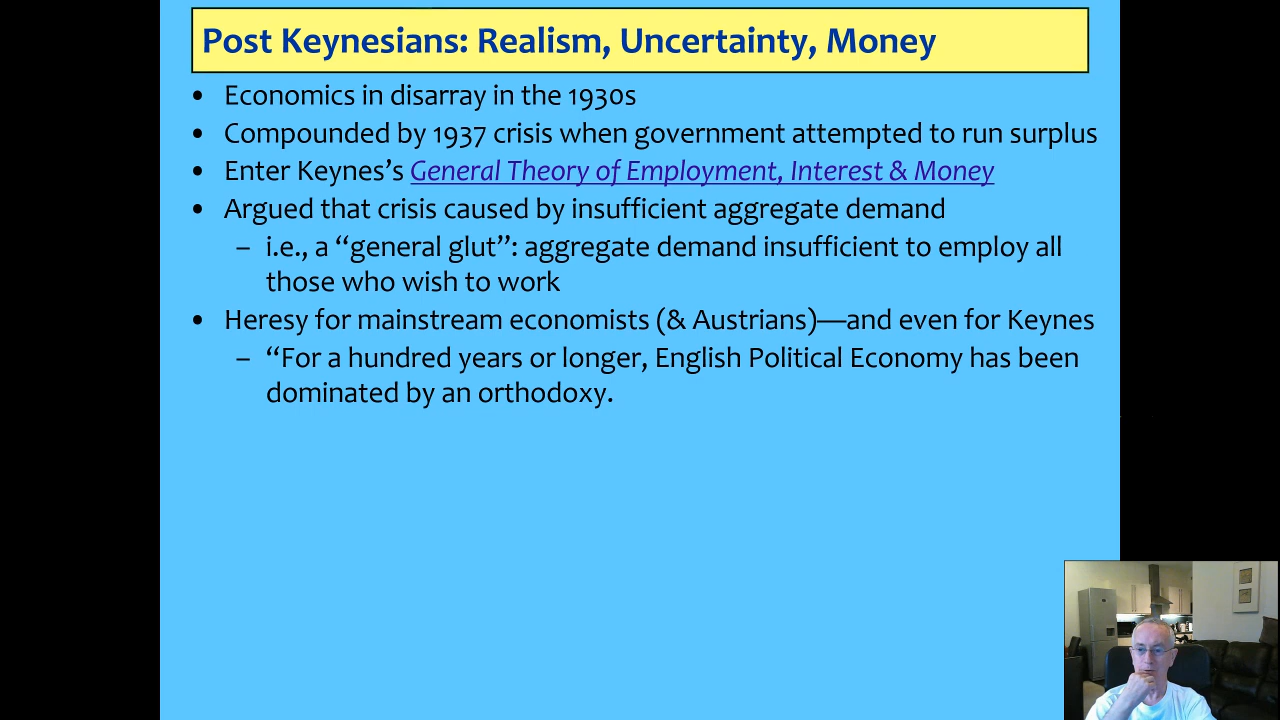 Post Keynesians: Realism, Uncertainty, Money
• Economics in disarray in the 1930s
• Compounded by 1937 crisis when government attempted to run surplus
• Enter Keynes’s General Theory of Employment, Interest & Money
• Argued that crisis caused by insufficient aggregate demand
– i.e., a “general glut”: aggregate demand insufficient to employ all
those who wish to work
• Heresy for mainstream economists (& Austrians)—and even for Keynes
– “For a hundred years or longer, English Political Economy has been
dominated by an orthodoxy.